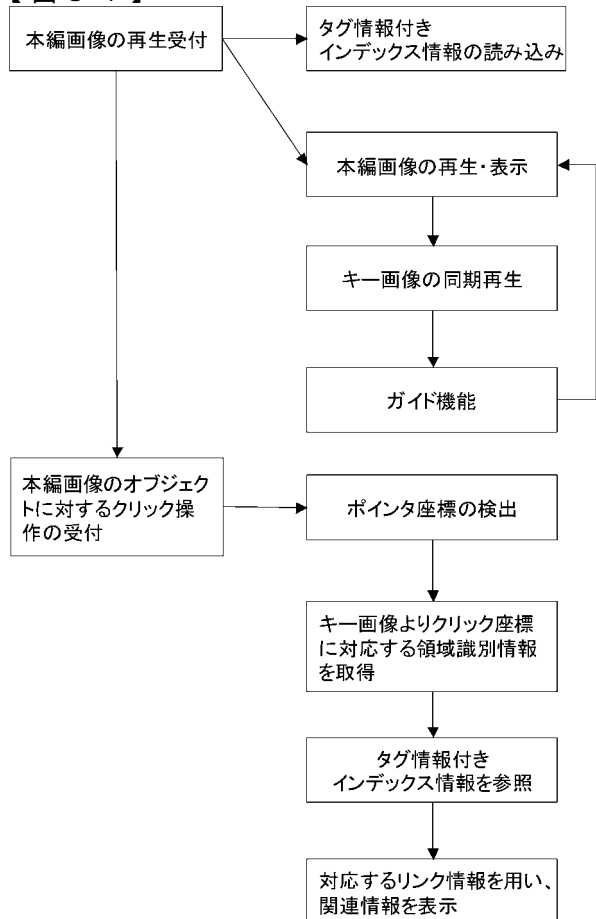 本編画像の再生受付
タグ情報付き
インデックス情報の読み込み
本編画像の再生・表示
キー画像の同期再生
ガイド機能
本編画像のオブジェク
トに対するクリック操
作の受付
ポインタ座標の検出
キー画像よりクリック座標
に対応する領域識別情報
を取得
タグ情報付き
インデックス情報を参照
対応するリンク情報を用い、
関連情報を表示